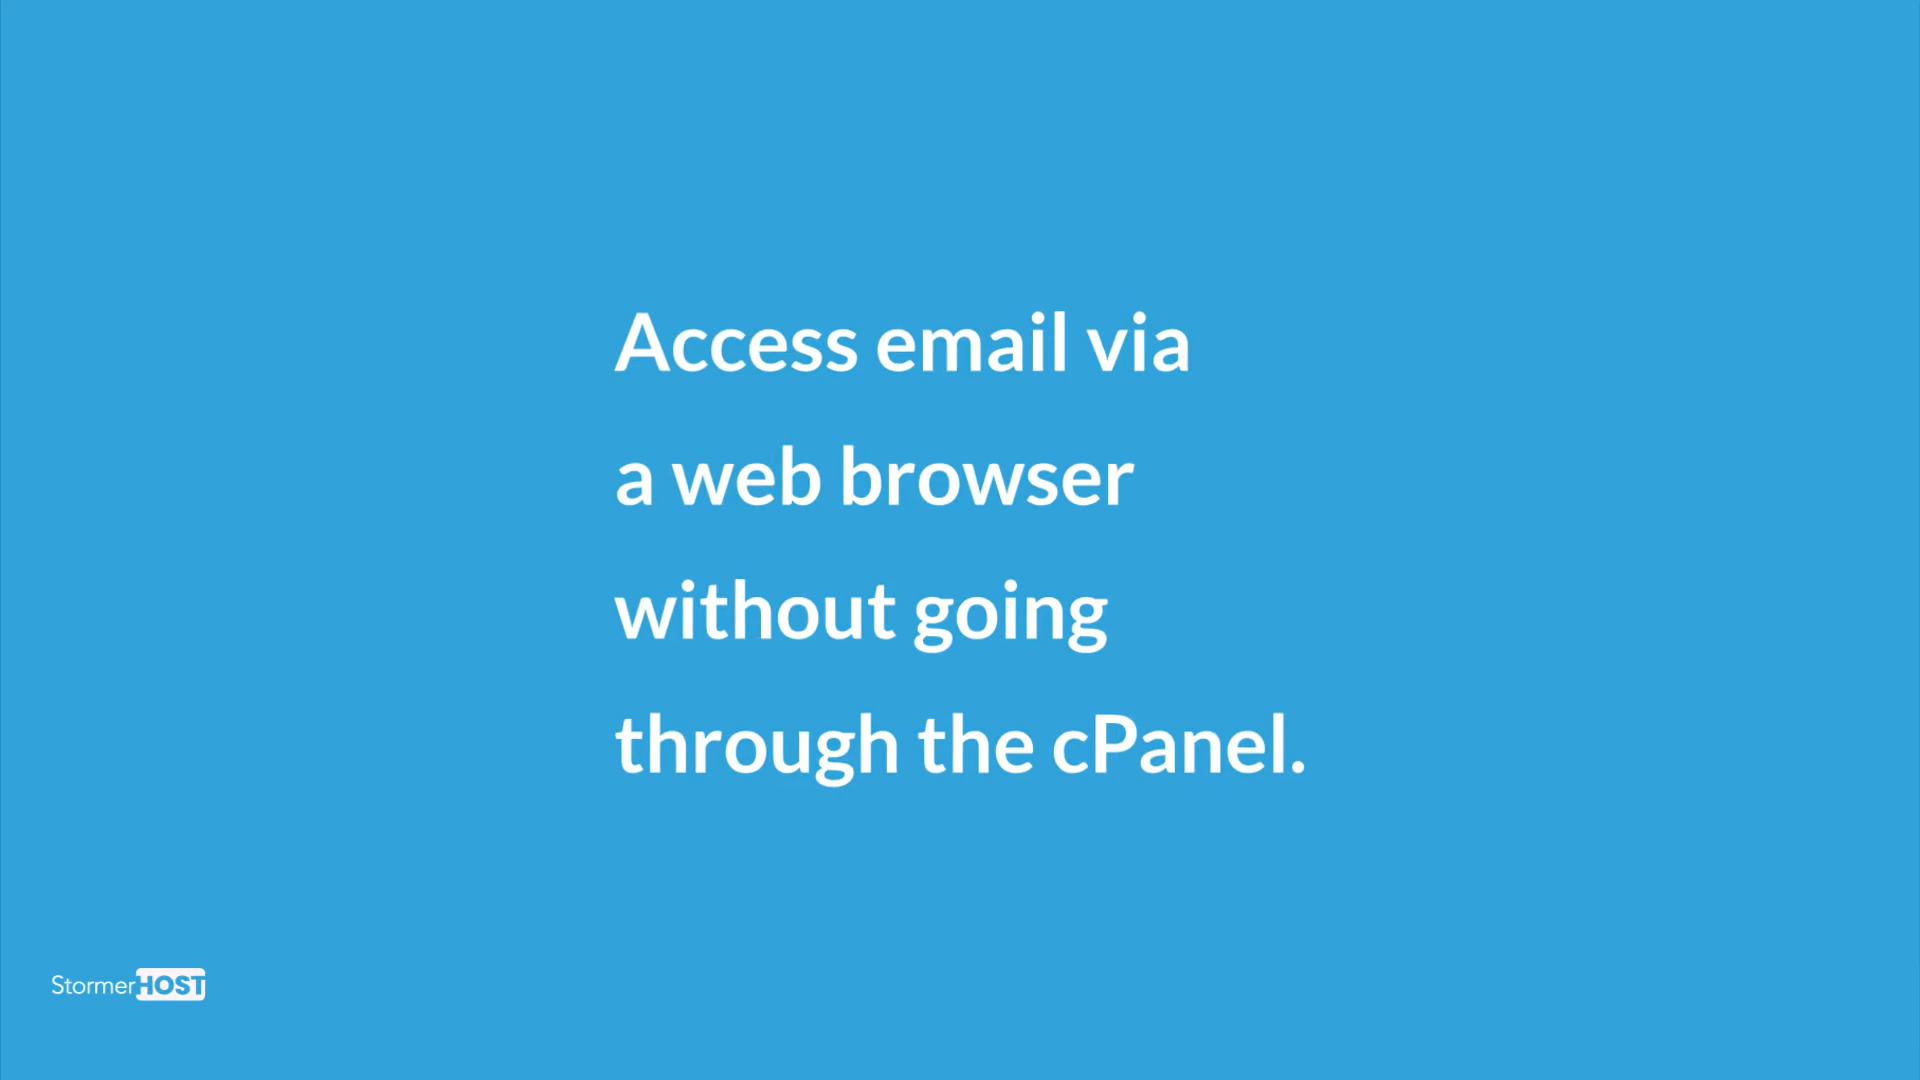 Access email via
a web browser
without going
through the cPanel.
StormerHOST